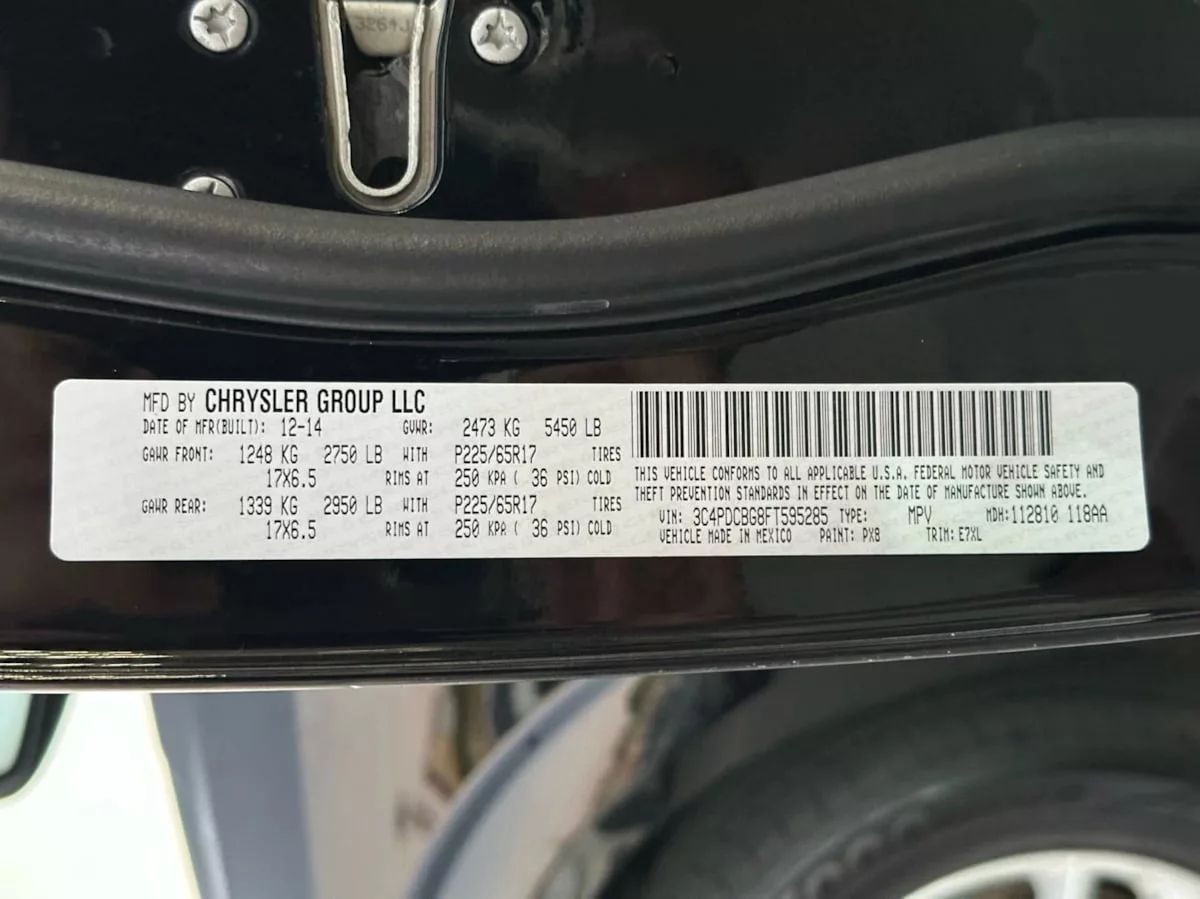 3264J
MFD BY CHRYSLER GROUP LLC
DATE OF MFR(BUILT): 12-14 GVWR: 2473 KG 5450 LB
GAWR FRONT: 1248 KG 2750 LB WITH P225/65R17 TIRES
17X6.5 RIMS AT 250 KPA ( 36 PSI) COLD
GAWR REAR: 1339 KG 2950 LB WITH P225/65R17 TIRES
17X6.5 RIMS AT 250 KPA ( 36 PSI) COLD
THIS VEHICLE CONFORMS TO ALL APPLICABLE U.S.A. FEDERAL MOTOR VEHICLE SAFETY AND
THEFT PREVENTION STANDARDS IN EFFECT ON THE DATE OF MANUFACTURE SHOWN ABOVE.
VIN: 3C4PDCBG8FT595285 TYPE: MPV MDH:112810 118AA
VEHICLE MADE IN MEXICO PAINT: PX8 TRIM: E7XL